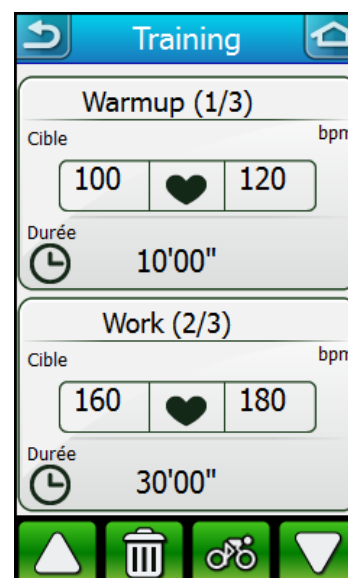 Training
Warmup (1/3)
Cible bpm
100 120
Durée
10'00"
Work (2/3)
Cible bpm
160 180
Durée
30'00"